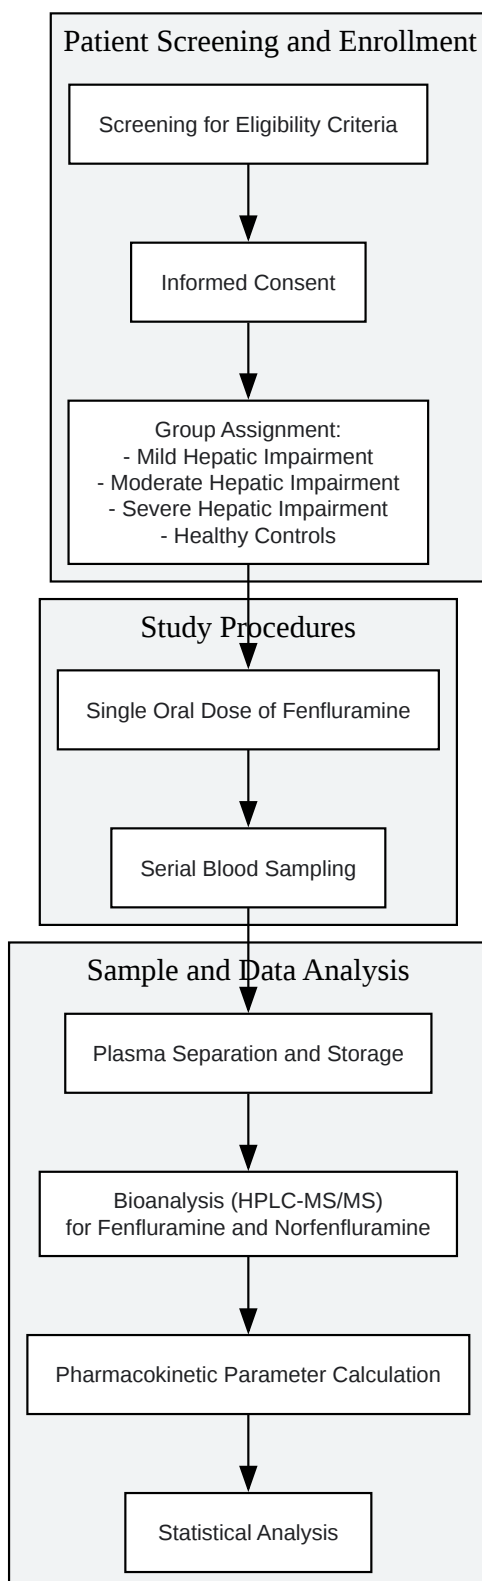 Patient Screening and Enrollment
Screening for Eligibility Criteria
Informed Consent
Group Assignment:
- Mild Hepatic Impairment
- Moderate Hepatic Impairment
- Severe Hepatic Impairment
- Healthy Controls
Study Procedures
Single Oral Dose of Fenfluramine
Serial Blood Sampling
Sample and Data Analysis
Plasma Separation and Storage
Bioanalysis (HPLC-MS/MS)
for Fenfluramine and Norfenfluramine
Pharmacokinetic Parameter Calculation
Statistical Analysis